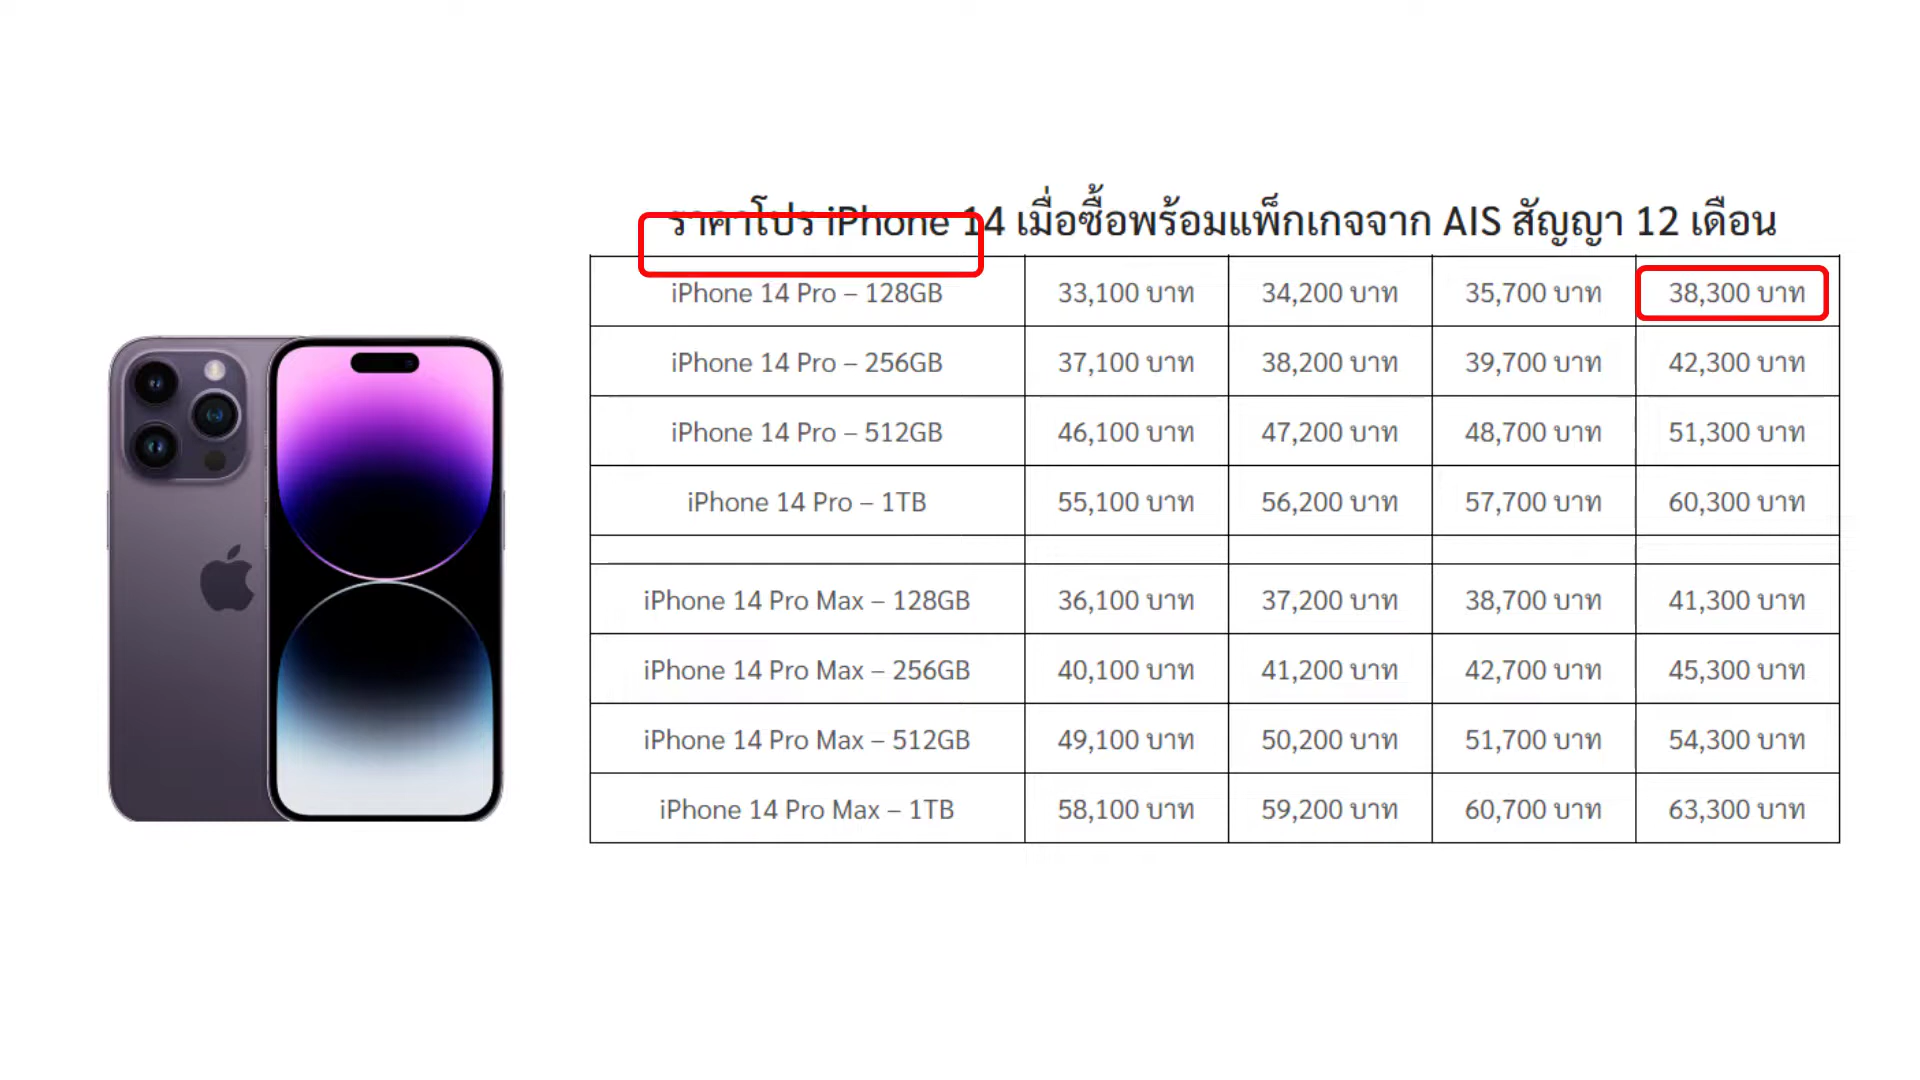 ราคาโปร iPhone 14 เมื่อซื้อพร้อมแพ็กเกจจาก AIS สัญญา 12 เดือน
iPhone 14 Pro – 128GB 33,100 บาท 34,200 บาท 35,700 บาท 38,300 บาท
iPhone 14 Pro – 256GB 37,100 บาท 38,200 บาท 39,700 บาท 42,300 บาท
iPhone 14 Pro – 512GB 46,100 บาท 47,200 บาท 48,700 บาท 51,300 บาท
iPhone 14 Pro – 1TB 55,100 บาท 56,200 บาท 57,700 บาท 60,300 บาท
iPhone 14 Pro Max – 128GB 36,100 บาท 37,200 บาท 38,700 บาท 41,300 บาท
iPhone 14 Pro Max – 256GB 40,100 บาท 41,200 บาท 42,700 บาท 45,300 บาท
iPhone 14 Pro Max – 512GB 49,100 บาท 50,200 บาท 51,700 บาท 54,300 บาท
iPhone 14 Pro Max – 1TB 58,100 บาท 59,200 บาท 60,700 บาท 63,300 บาท